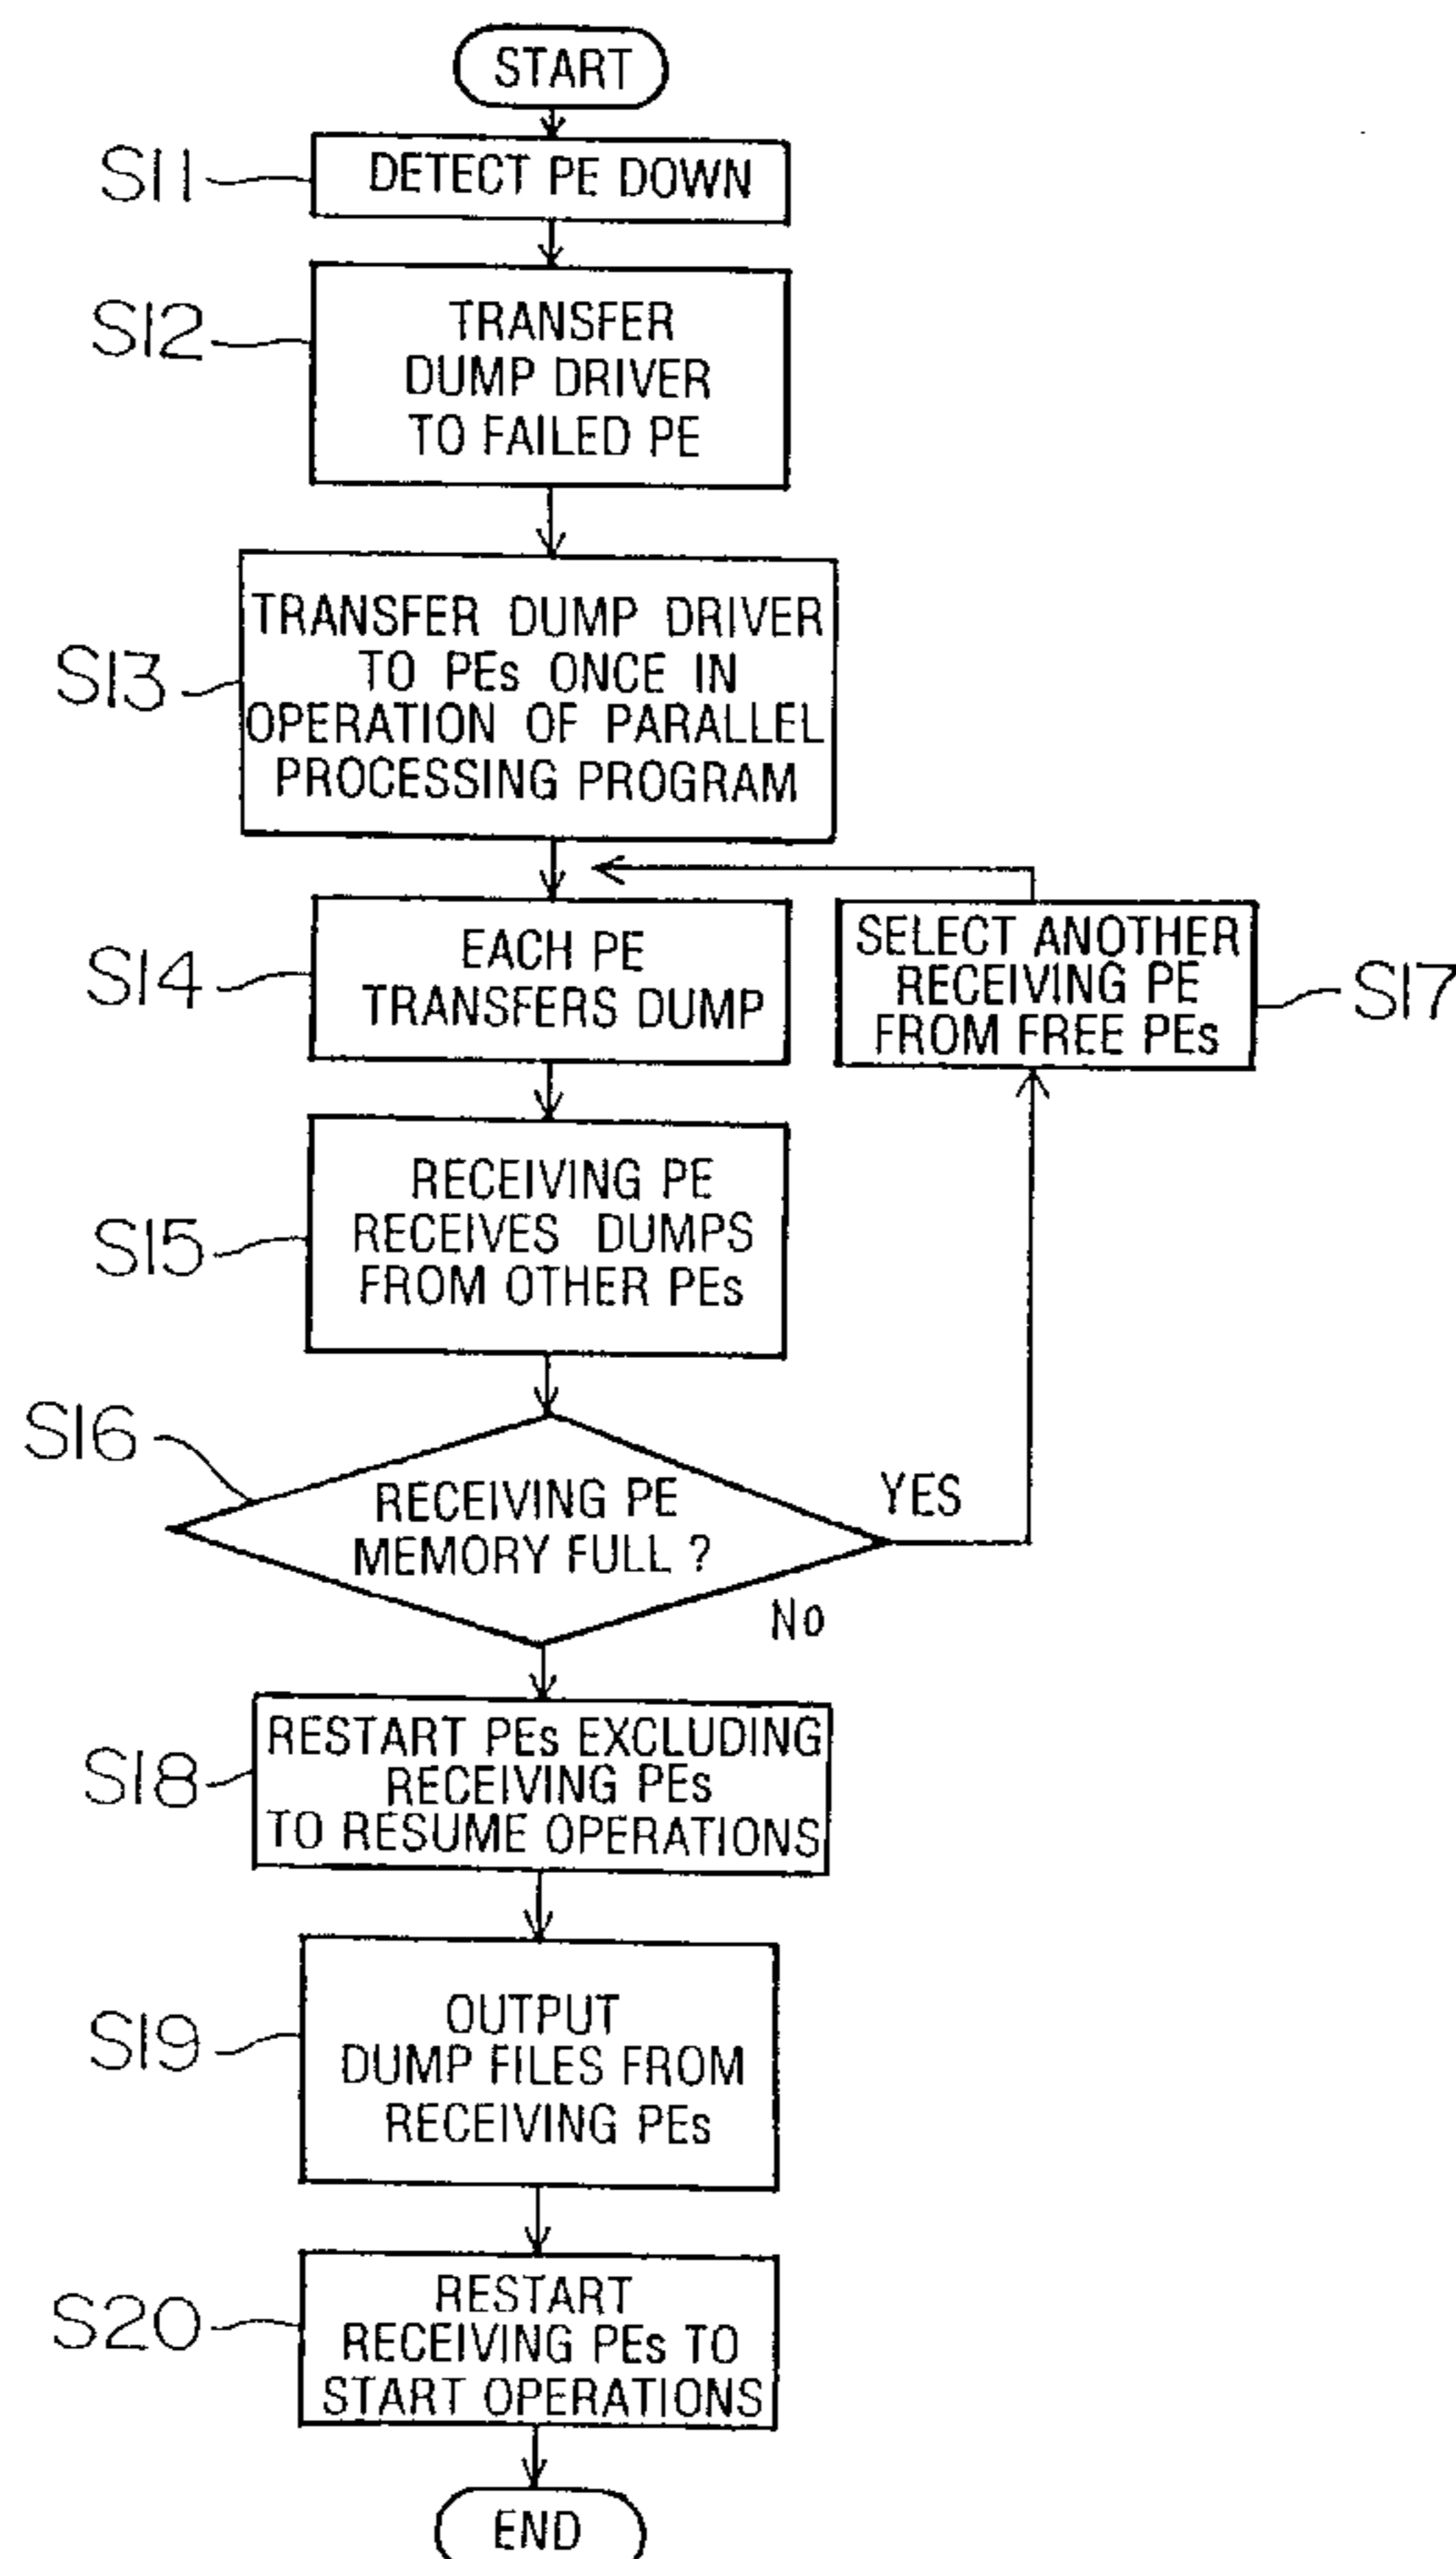 START
S11
DETECT PE DOWN
S12
TRANSFER
DUMP DRIVER
TO FAILED PE
S13
TRANSFER DUMP DRIVER
TO PEs ONCE IN
OPERATION OF PARALLEL
PROCESSING PROGRAM
S14
EACH PE
TRANSFERS DUMP
SELECT ANOTHER
RECEIVING PE
FROM FREE PEs
S17
S15
RECEIVING PE
RECEIVES DUMPS
FROM OTHER PEs
S16
RECEIVING PE
MEMORY FULL ?
YES
No
S18
RESTART PEs EXCLUDING
RECEIVING PEs
TO RESUME OPERATIONS
S19
OUTPUT
DUMP FILES FROM
RECEIVING PEs
S20
RESTART
RECEIVING PEs TO
START OPERATIONS
END